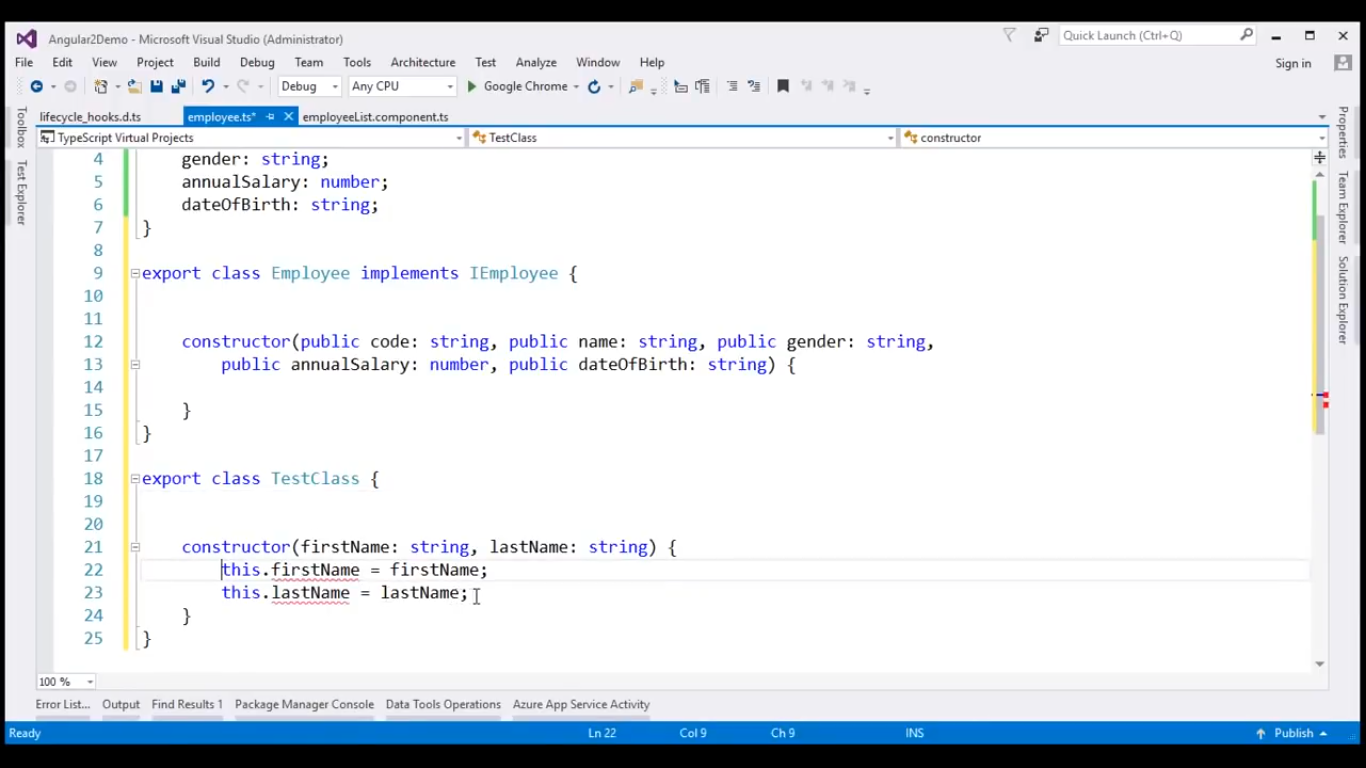 Angular2Demo - Microsoft Visual Studio (Administrator)
Quick Launch (Ctrl+Q)
File Edit View Project Build Debug Team Tools Architecture Test Analyze Window Help
Sign in
Debug Any CPU Google Chrome
lifecycle_hooks.d.ts employee.ts* employeeList.component.ts
TypeScript Virtual Projects TestClass constructor
Toolbox
Test Explorer
4 gender: string;
5 annualSalary: number;
6 dateOfBirth: string;
7 }
8
9 export class Employee implements IEmployee {
10
11
12 constructor(public code: string, public name: string, public gender: string,
13 public annualSalary: number, public dateOfBirth: string) {
14
15 }
16 }
17
18 export class TestClass {
19
20
21 constructor(firstName: string, lastName: string) {
22 this.firstName = firstName;
23 this.lastName = lastName;
24 }
25 }
Properties
Team Explorer
Solution Explorer
100 %
Error List... Output Find Results 1 Package Manager Console Data Tools Operations Azure App Service Activity
Ready Ln 22 Col 9 Ch 9 INS Publish